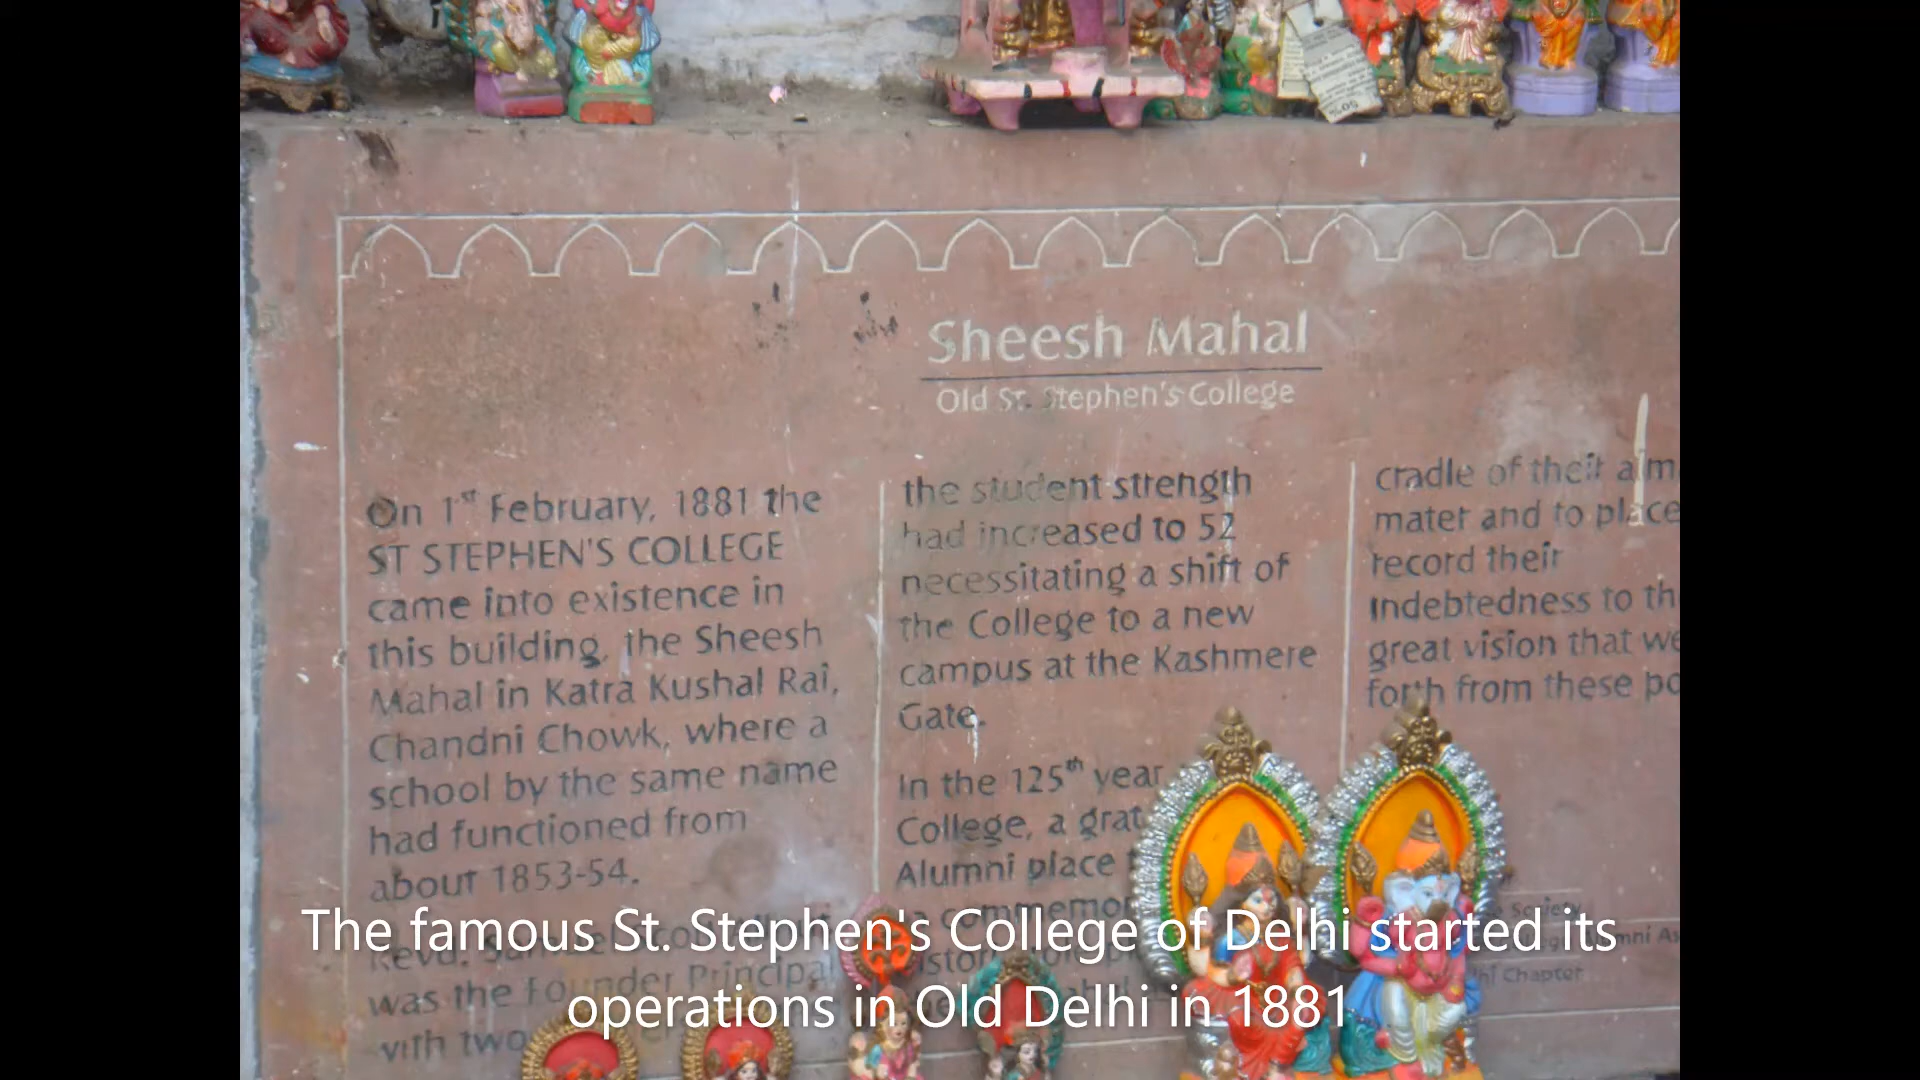 Sheesh Mahal
Old St. Stephen's College
On 1st February, 1881 the
ST STEPHEN'S COLLEGE
came into existence in
this building, the Sheesh
Mahal in Katra Kushal Rai,
Chandni Chowk, where a
school by the same name
had functioned from
about 1853-54.
Revd.
was the Founder Principal
with two
the student strength
had increased to 52
necessitating a shift of
the College to a new
campus at the Kashmere
Gate.
In the 125th year
College, a
Alumni place
cradle of their
mater and to place
record their
indebtedness to
great vision that
forth from these
Society
Chapter
The famous St. Stephen's College of Delhi started its
operations in Old Delhi in 1881